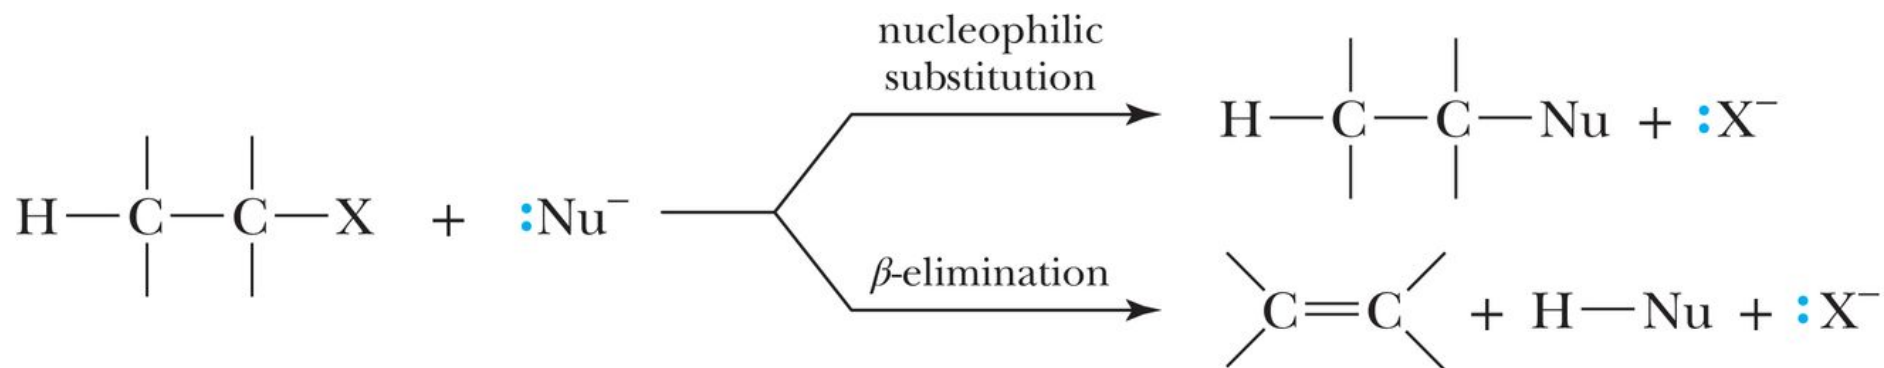 nucleophilic
substitution
H—C—C—Nu + :X⁻
H—C—C—X + :Nu⁻
β-elimination
C=C + H—Nu + :X⁻